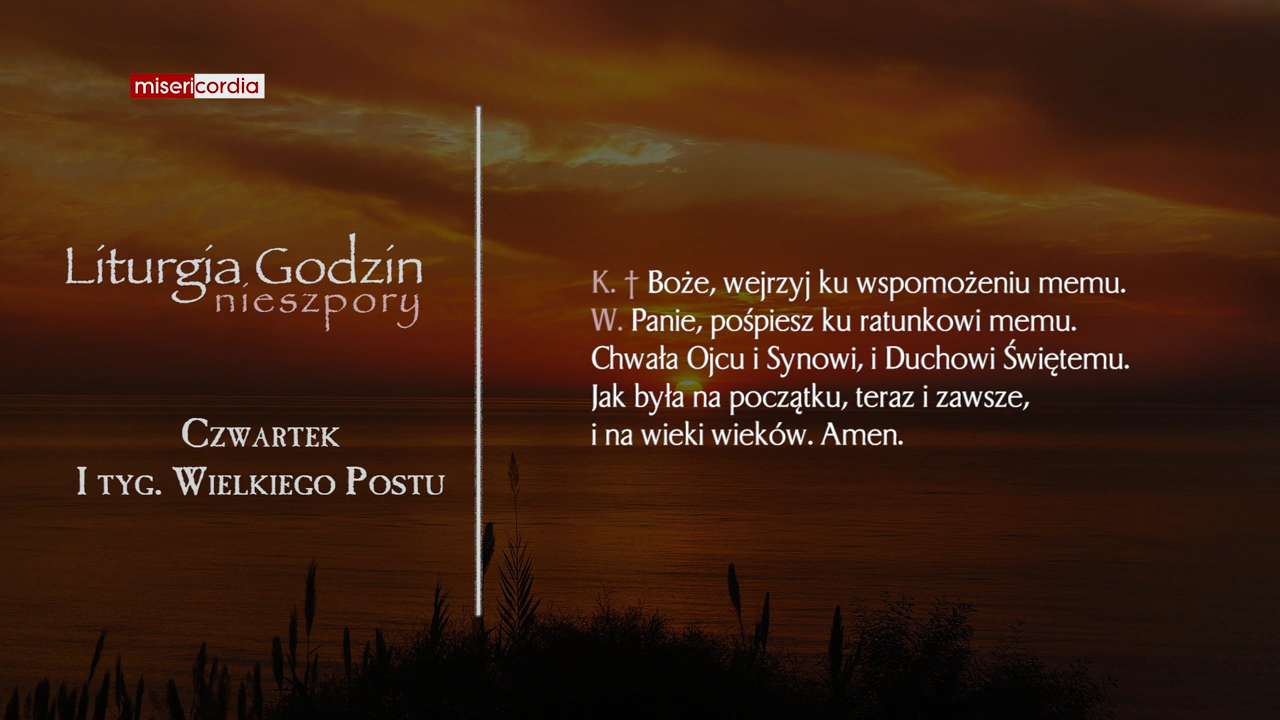 misericordia
Liturgia Godzin
nieszpory
Czwartek
I tyg. Wielkiego Postu
K. † Boże, wejrzyj ku wspomożeniu memu.
W. Panie, pośpiesz ku ratunkowi memu.
Chwała Ojcu i Synowi, i Duchowi Świętemu.
Jak była na początku, teraz i zawsze,
i na wieki wieków. Amen.